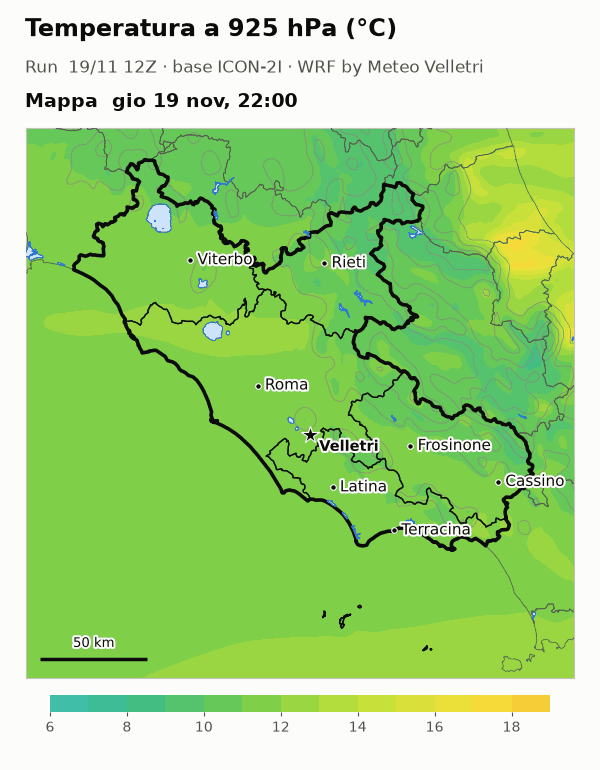 Temperatura a 925 hPa (°C)
Run  19/11 12Z · base ICON-2I · WRF by Meteo Velletri
Mappa  gio 19 nov, 22:00
Viterbo
Rieti
Roma
Velletri
Frosinone
Latina
Cassino
Terracina
50 km
6 8 10 12 14 16 18